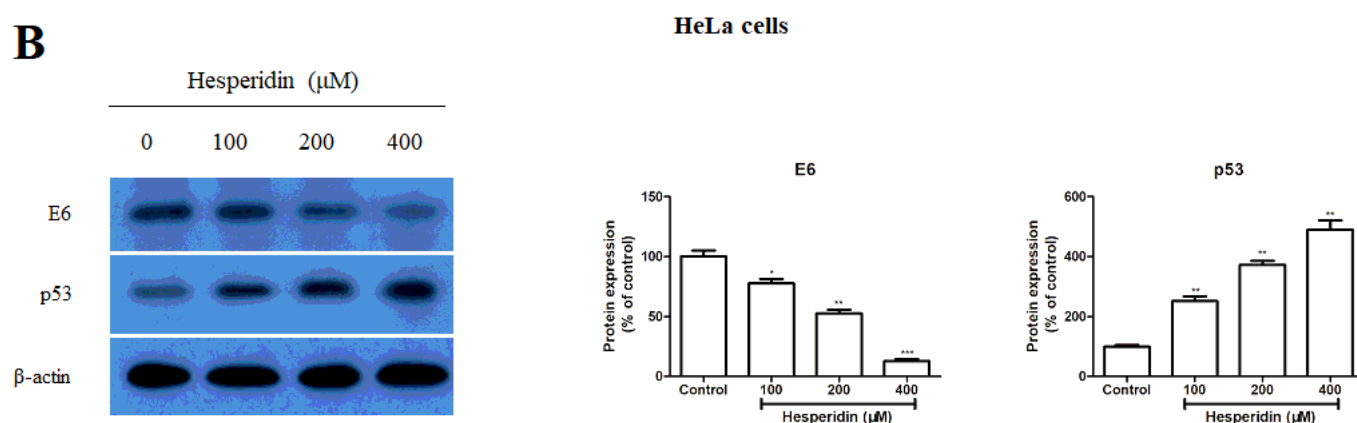 B
HeLa cells
Hesperidin (μM)
0 100 200 400
E6
p53
β-actin
E6
150
100
50
0
Protein expression
(% of control)
*
**
***
Control 100 200 400
Hesperidin (μM)
p53
600
400
200
0
Protein expression
(% of control)
**
**
**
Control 100 200 400
Hesperidin (μM)